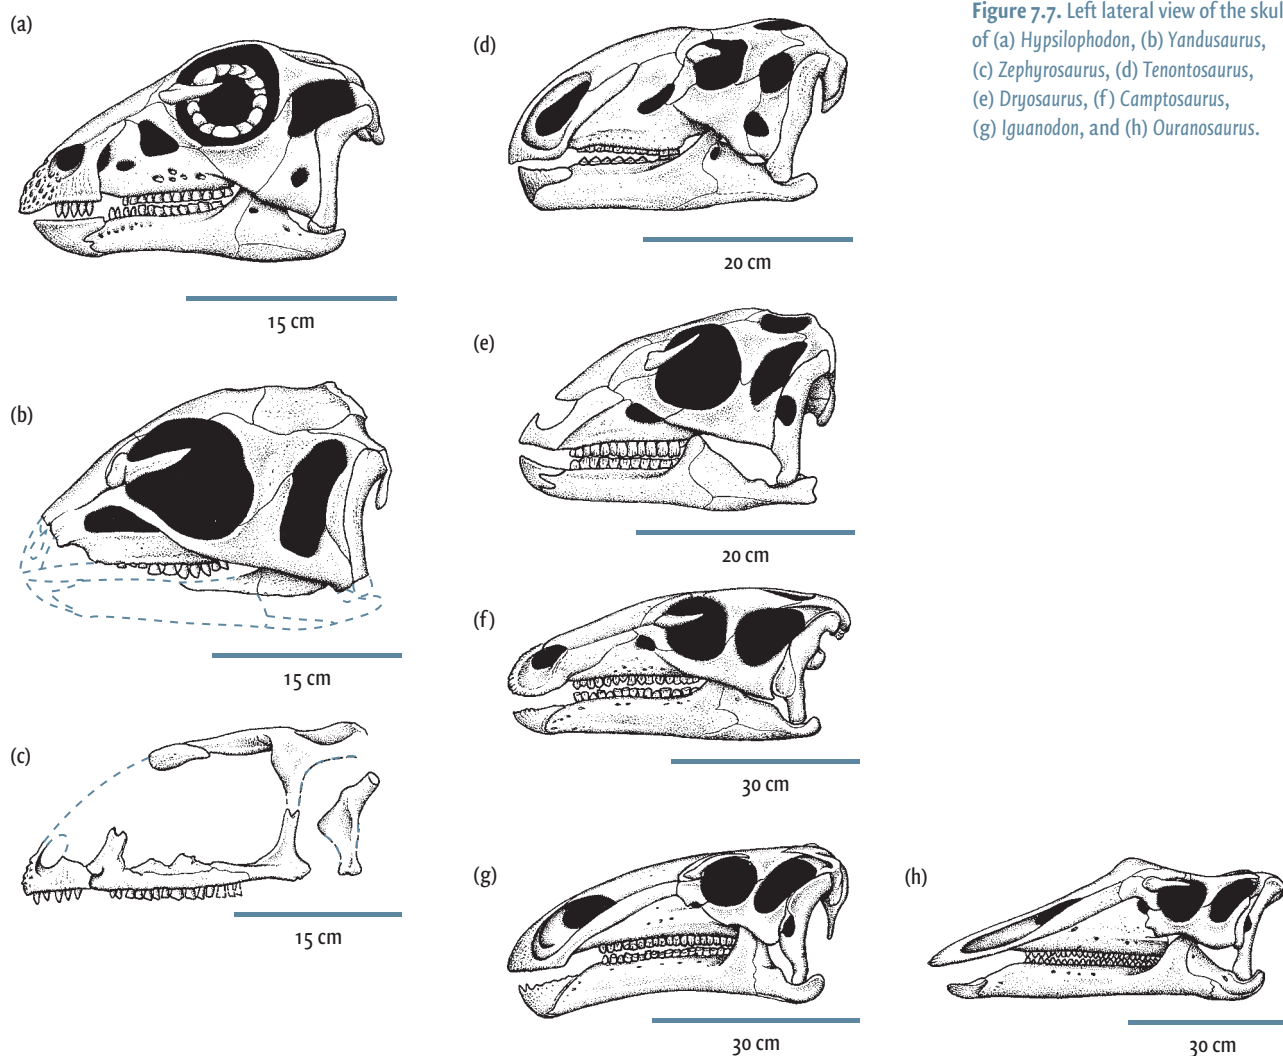 (a)
(d)
Figure 7.7. Left lateral view of the skul
of (a) Hypsilophodon, (b) Yandusaurus,
(c) Zephyrosaurus, (d) Tenontosaurus,
(e) Dryosaurus, (f) Camptosaurus,
(g) Iguanodon, and (h) Ouranosaurus.
20 cm
15 cm
(e)
(b)
20 cm
(f)
15 cm
(c)
30 cm
(g)
(h)
15 cm
30 cm
30 cm